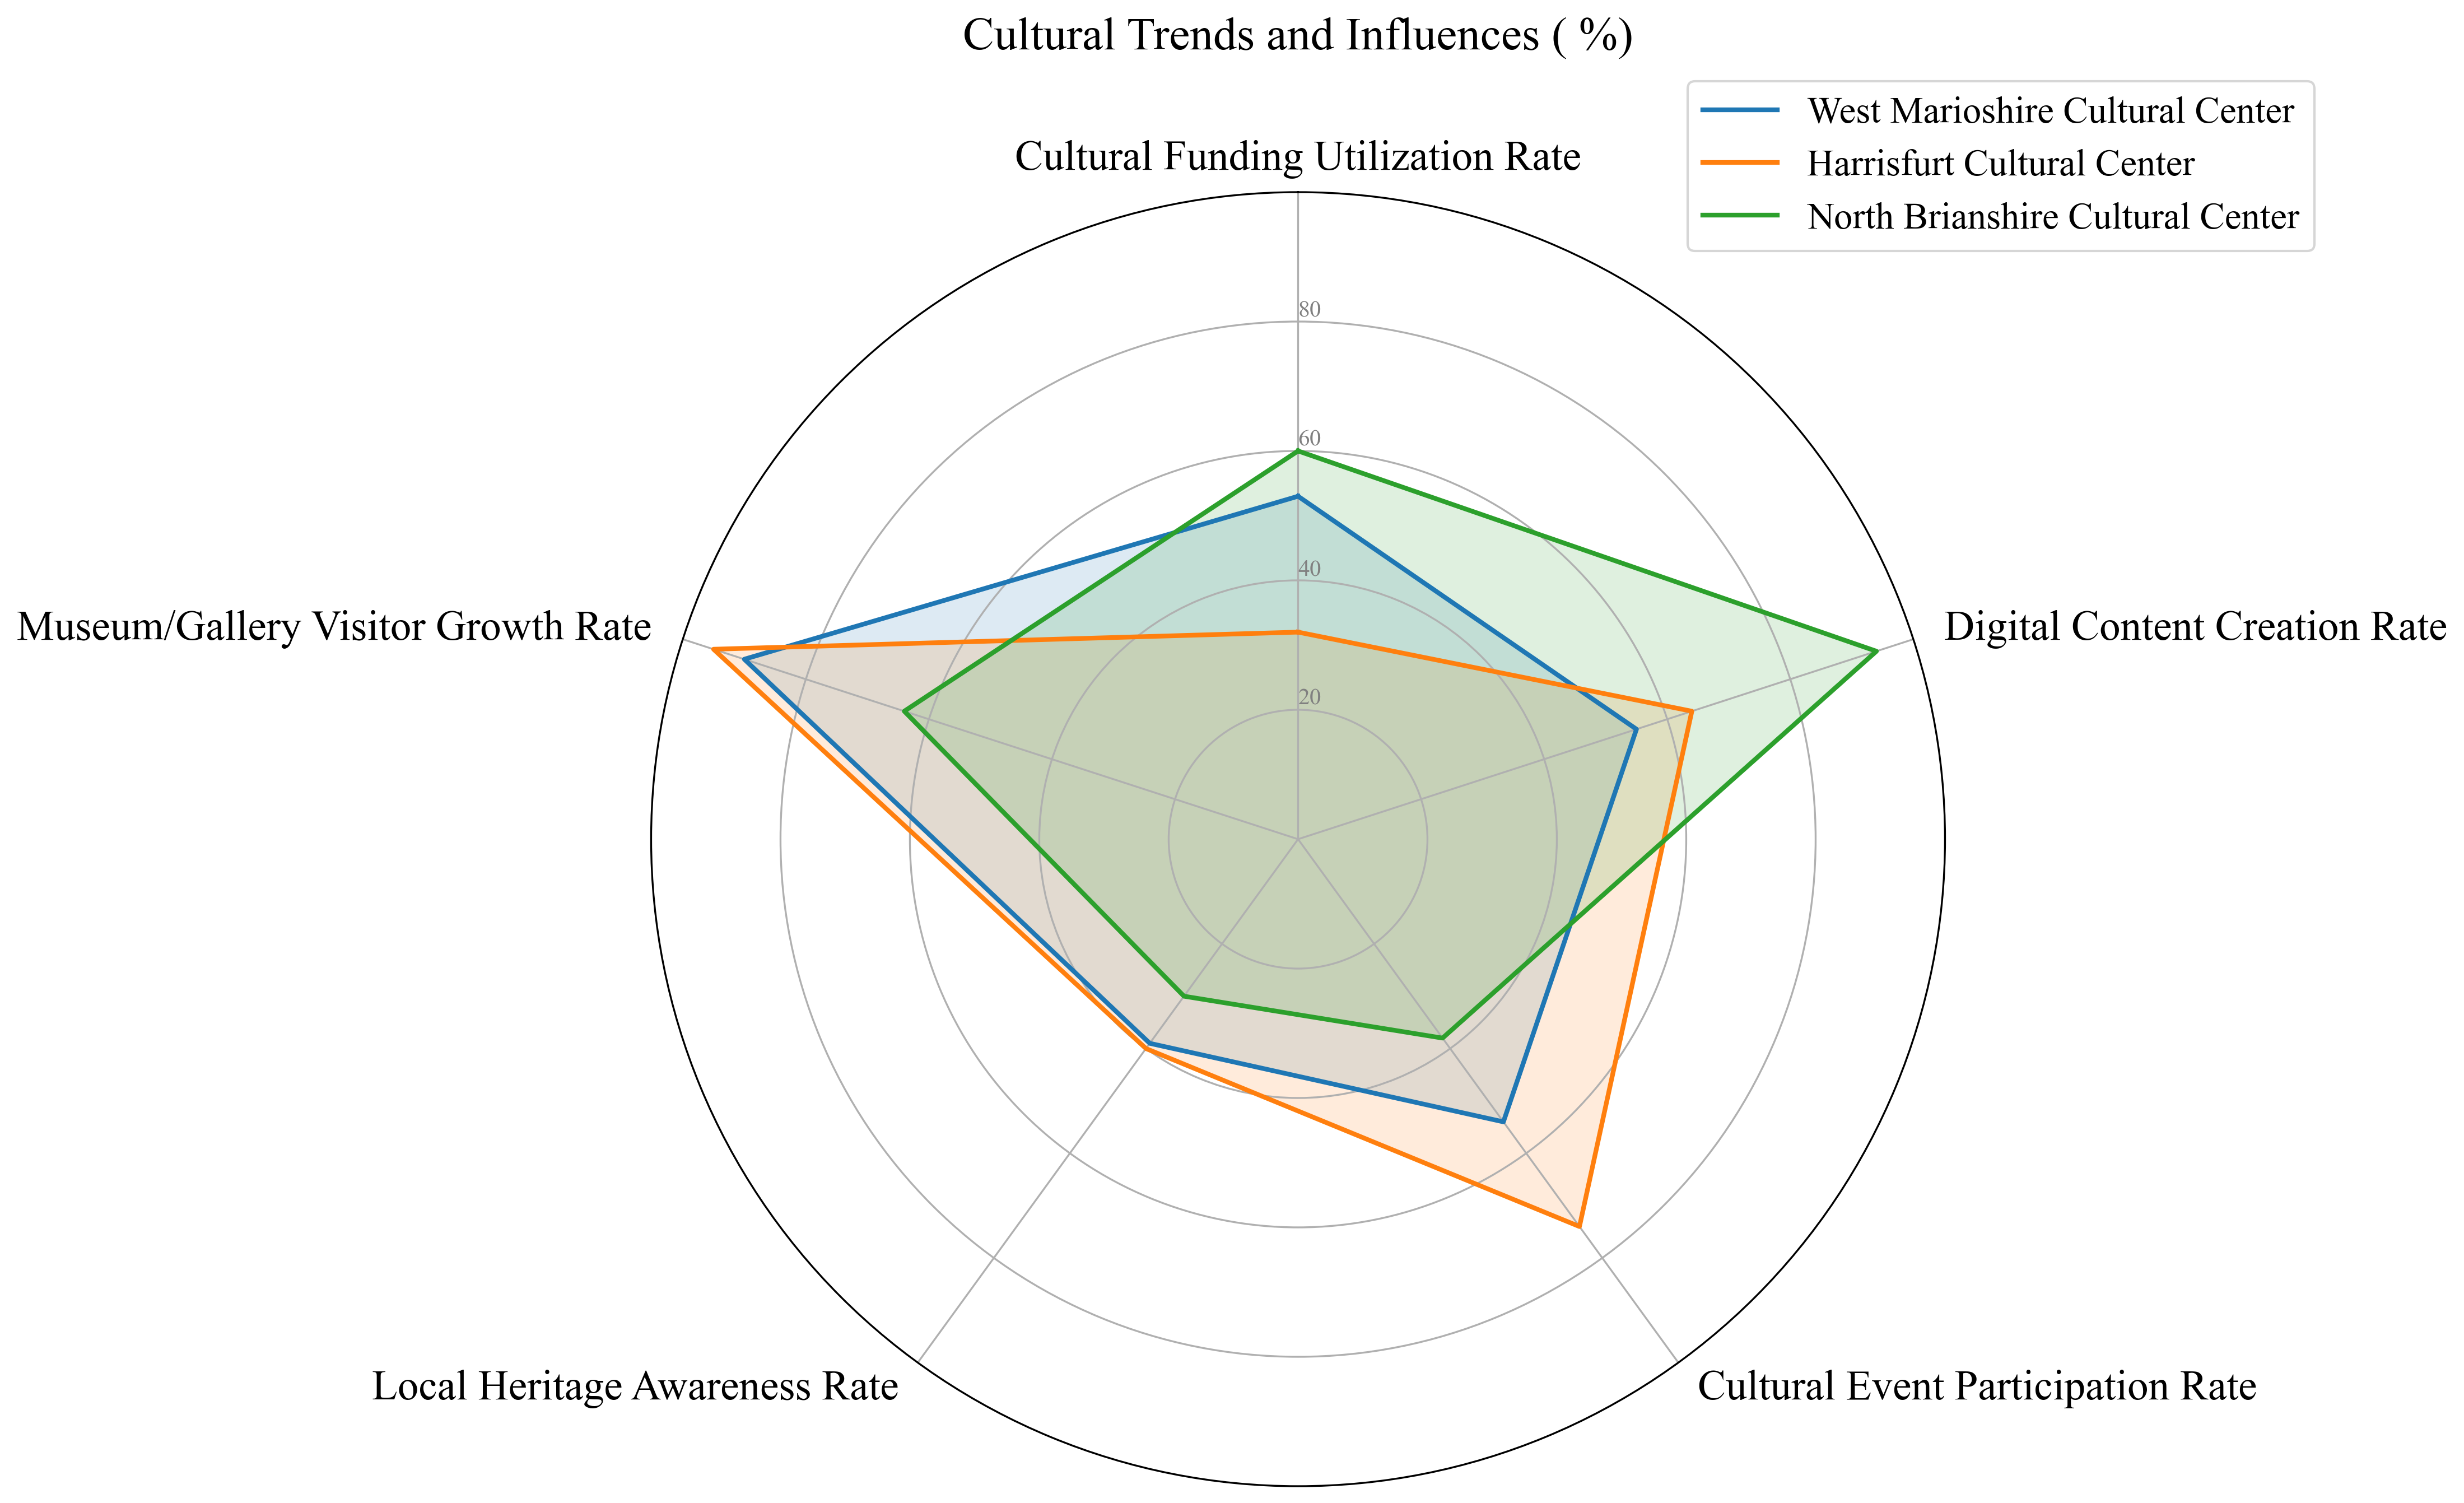 Cultural Trends and Influences ( %)
West Marioshire Cultural Center
Harrisfurt Cultural Center
North Brianshire Cultural Center
Cultural Funding Utilization Rate
80
60
40
20
Museum/Gallery Visitor Growth Rate
Digital Content Creation Rate
Local Heritage Awareness Rate
Cultural Event Participation Rate